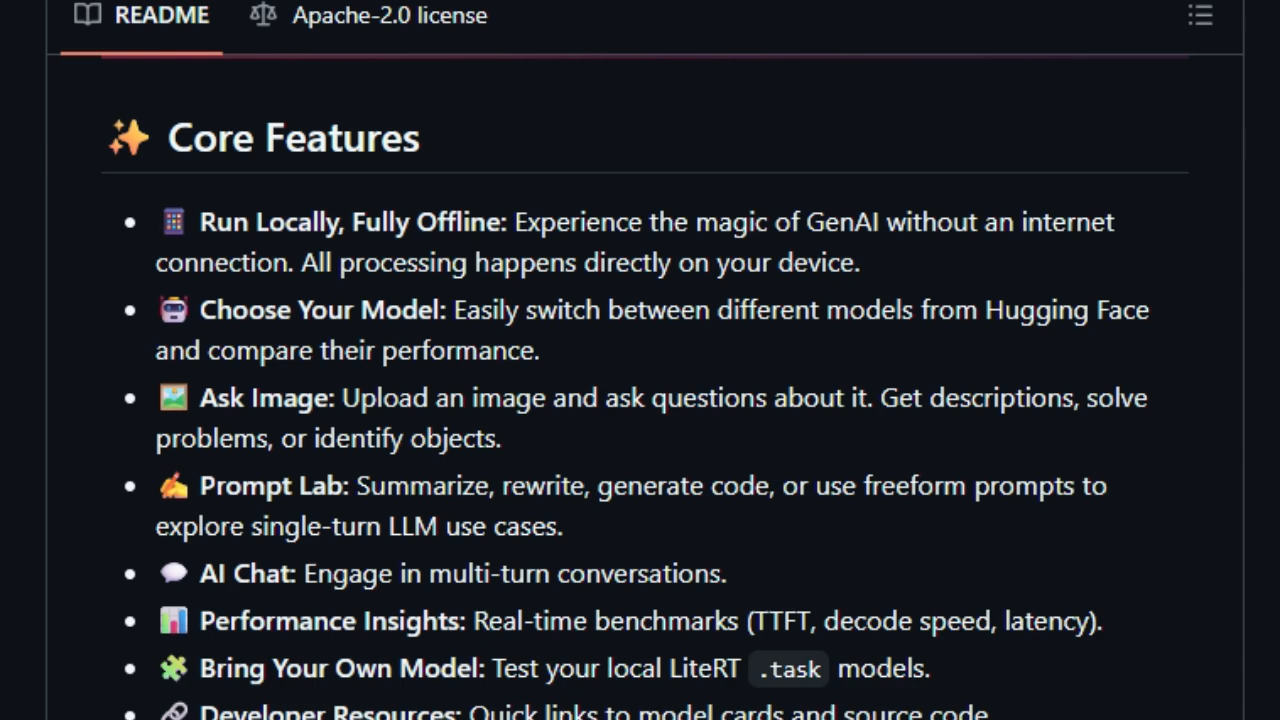 README Apache-2.0 license
✨ Core Features
• 📱 Run Locally, Fully Offline: Experience the magic of GenAI without an internet
connection. All processing happens directly on your device.
• 🤖 Choose Your Model: Easily switch between different models from Hugging Face
and compare their performance.
• 🖼️ Ask Image: Upload an image and ask questions about it. Get descriptions, solve
problems, or identify objects.
• ✍️ Prompt Lab: Summarize, rewrite, generate code, or use freeform prompts to
explore single-turn LLM use cases.
• 💬 AI Chat: Engage in multi-turn conversations.
• 📊 Performance Insights: Real-time benchmarks (TTFT, decode speed, latency).
• 🧩 Bring Your Own Model: Test your local LiteRT .task models.
• 🔗 Developer Resources: Quick links to model cards and source code.